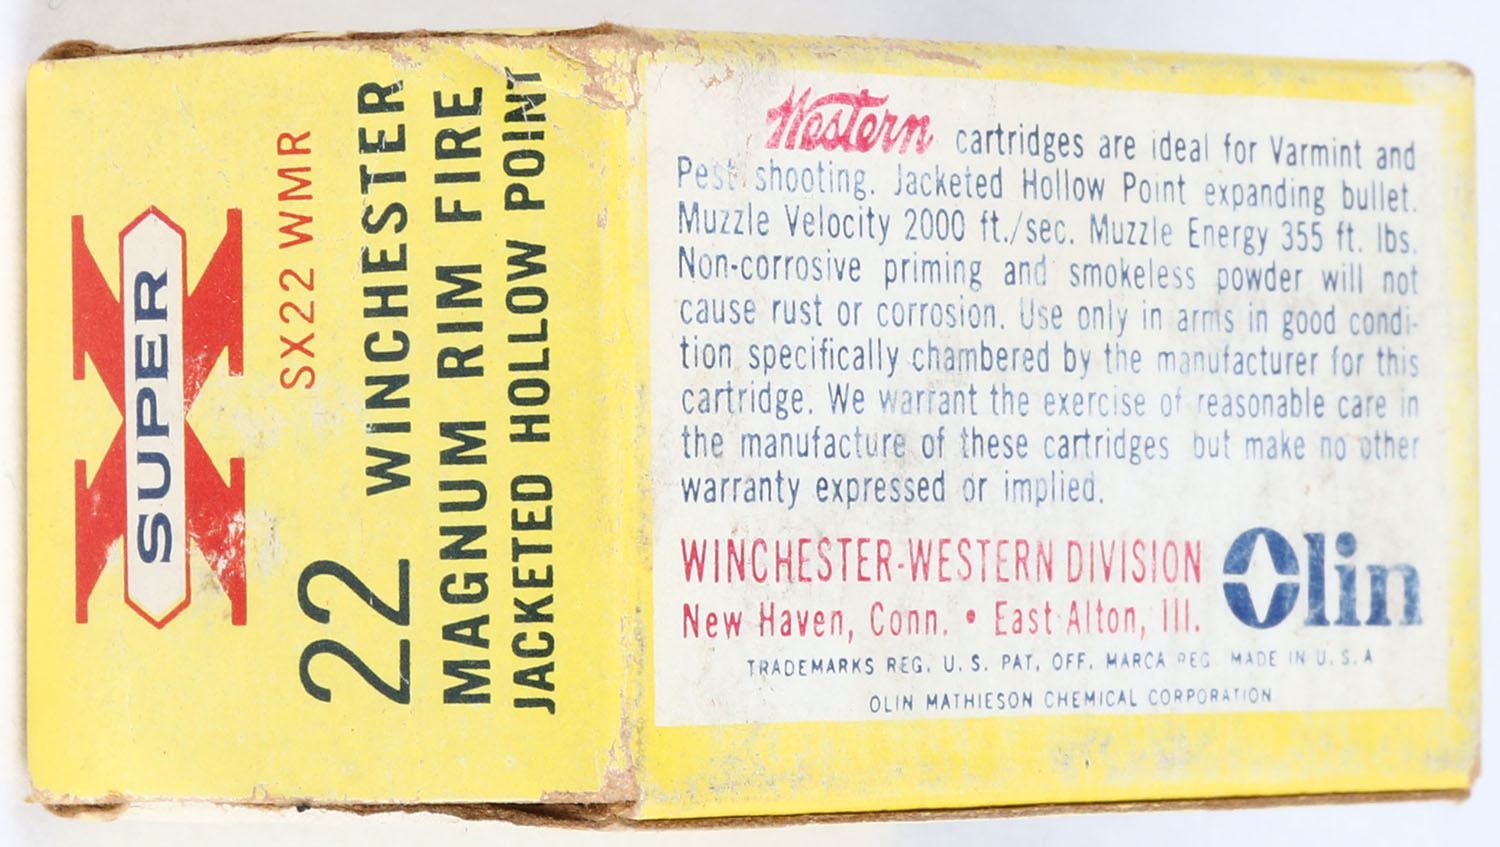 SUPER X
SX22 WMR
22 WINCHESTER
MAGNUM RIM FIRE
JACKETED HOLLOW POINT
Western cartridges are ideal for Varmint and
Pest shooting. Jacketed Hollow Point expanding bullet.
Muzzle Velocity 2000 ft./sec. Muzzle Energy 355 ft. lbs.
Non-corrosive priming and smokeless powder will not
cause rust or corrosion. Use only in arms in good condi-
tion specifically chambered by the manufacturer for this
cartridge. We warrant the exercise of reasonable care in
the manufacture of these cartridges but make no other
warranty expressed or implied.
WINCHESTER-WESTERN DIVISION
New Haven, Conn. • East Alton, Ill.
Olin
TRADEMARKS REG. U. S. PAT. OFF. MARCA REG. MADE IN U. S. A
OLIN MATHIESON CHEMICAL CORPORATION